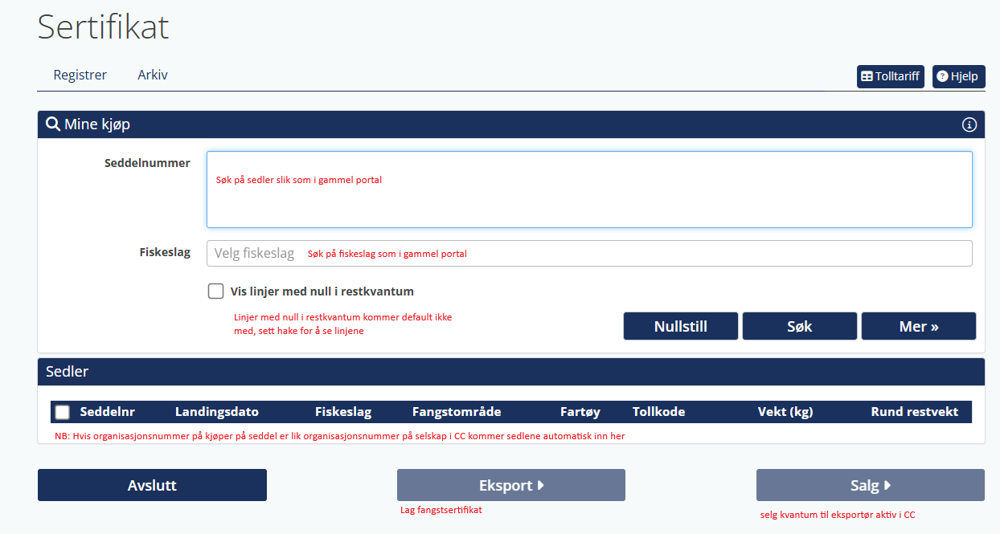 Sertifikat
Registrer Arkiv Tolltariff Hjelp
Mine kjøp
Seddelnummer
Søk på sedler slik som i gammel portal
Fiskeslag Velg fiskeslag Søk på fiskeslag som i gammel portal
Vis linjer med null i restkvantum
Linjer med null i restkvantum kommer default ikke
med, sett hake for å se linjene
Nullstill Søk Mer »
Sedler
Seddelnr Landingsdato Fiskeslag Fangstområde Fartøy Tollkode Vekt (kg) Rund restvekt
NB: Hvis organisasjonsnummer på kjøper på seddel er lik organisasjonsnummer på selskap i CC kommer sedlene automatisk inn her
Avslutt Eksport Salg
Lag fangstsertifikat
selg kvantum til eksportør aktiv i CC